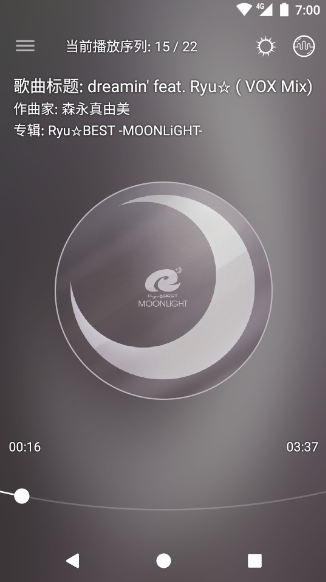 4G 7:00
当前播放序列: 15 / 22
歌曲标题: dreamin' feat. Ryu☆ ( VOX Mix)
作曲家: 森永真由美
专辑: Ryu☆BEST -MOONLiGHT-
Ryu☆BEST
MOONLIGHT
00:16 03:37